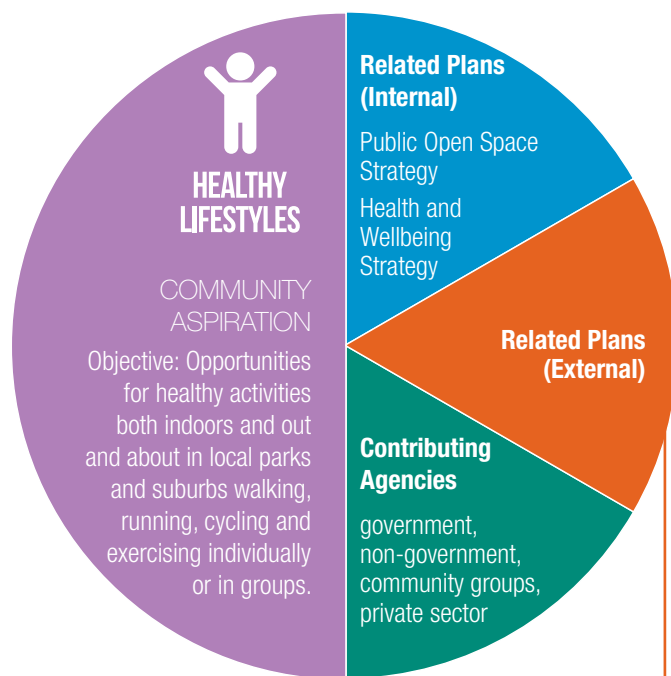 HEALTHY
LIFESTYLES
COMMUNITY
ASPIRATION
Objective: Opportunities
for healthy activities
both indoors and out
and about in local parks
and suburbs walking,
running, cycling and
exercising individually
or in groups.
Related Plans
(Internal)
Public Open Space
Strategy
Health and
Wellbeing
Strategy
Related Plans
(External)
Contributing
Agencies
government,
non-government,
community groups,
private sector